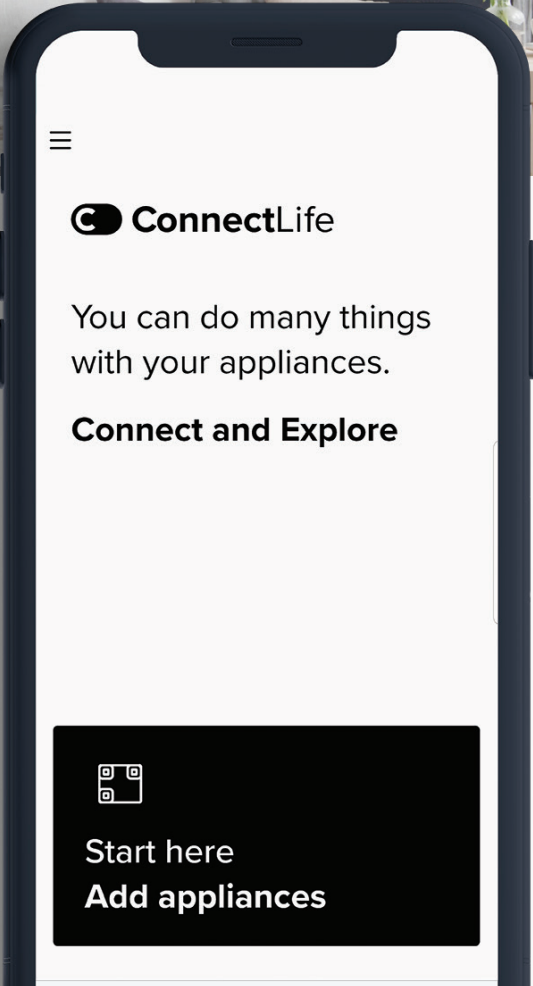 ConnectLife
You can do many things
with your appliances.
Connect and Explore
Start here
Add appliances